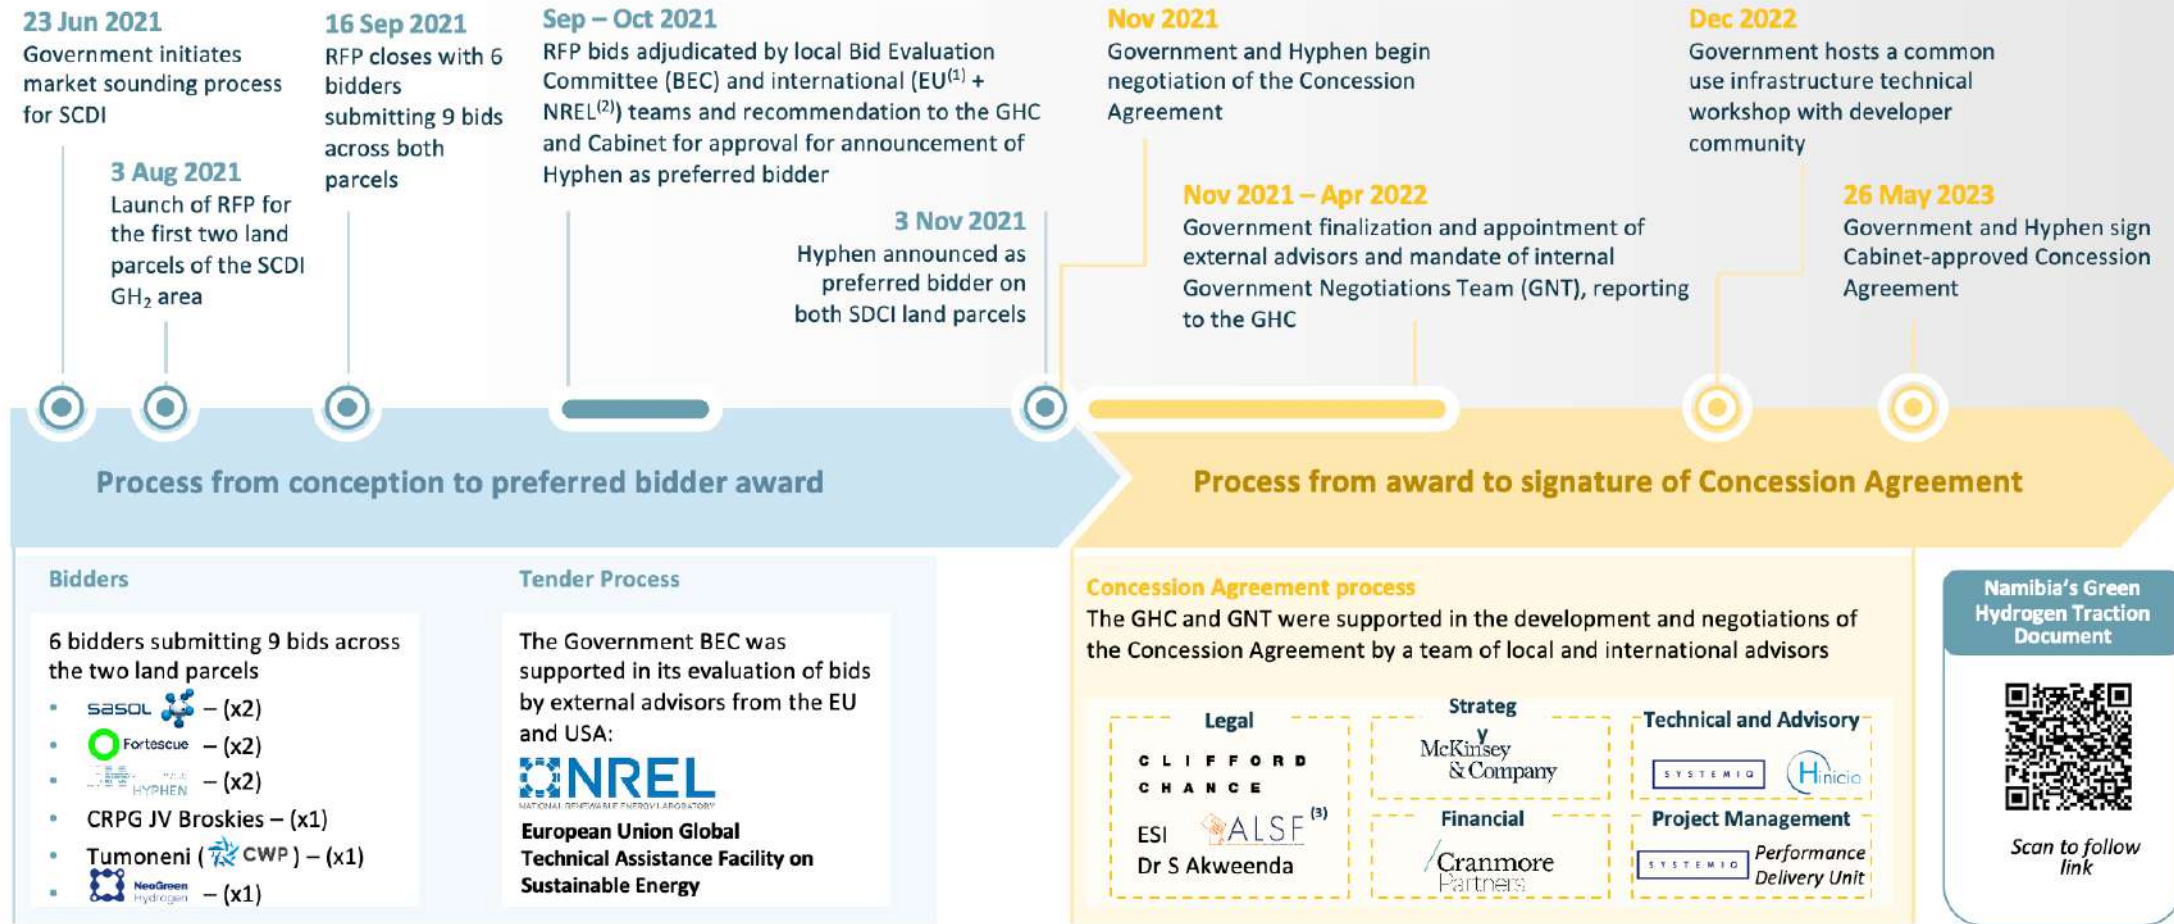 23 Jun 2021
Government initiates
market sounding process
for SCDI
3 Aug 2021
Launch of RFP for
the first two land
parcels of the SCDI
GH₂ area
16 Sep 2021
RFP closes with 6
bidders
submitting 9 bids
across both
parcels
Sep – Oct 2021
RFP bids adjudicated by local Bid Evaluation
Committee (BEC) and international (EU⁽¹⁾ +
NREL⁽²⁾) teams and recommendation to the GHC
and Cabinet for approval for announcement of
Hyphen as preferred bidder
3 Nov 2021
Hyphen announced as
preferred bidder on
both SDCI land parcels
Nov 2021
Government and Hyphen begin
negotiation of the Concession
Agreement
Nov 2021 – Apr 2022
Government finalization and appointment of
external advisors and mandate of internal
Government Negotiations Team (GNT), reporting
to the GHC
Dec 2022
Government hosts a common
use infrastructure technical
workshop with developer
community
26 May 2023
Government and Hyphen sign
Cabinet-approved Concession
Agreement
Process from conception to preferred bidder award
Process from award to signature of Concession Agreement
Bidders
6 bidders submitting 9 bids across
the two land parcels
• sasol – (x2)
• Fortescue – (x2)
• HYPHEN – (x2)
• CRPG JV Broskies – (x1)
• Tumoneni ( CWP ) – (x1)
• NeoGreen
Hydrogen – (x1)
Tender Process
The Government BEC was
supported in its evaluation of bids
by external advisors from the EU
and USA:
NREL
NATIONAL RENEWABLE ENERGY LABORATORY
European Union Global
Technical Assistance Facility on
Sustainable Energy
Concession Agreement process
The GHC and GNT were supported in the development and negotiations of
the Concession Agreement by a team of local and international advisors
Legal
CLIFFORD
CHANCE
ESI ALSF ⁽³⁾
Dr S Akweenda
Strateg
y
McKinsey
& Company
Financial
Cranmore
Partners
Technical and Advisory
SYSTEMIQ Hinicio
Project Management
SYSTEMIQ Performance
Delivery Unit
Namibia's Green
Hydrogen Traction
Document
Scan to follow
link